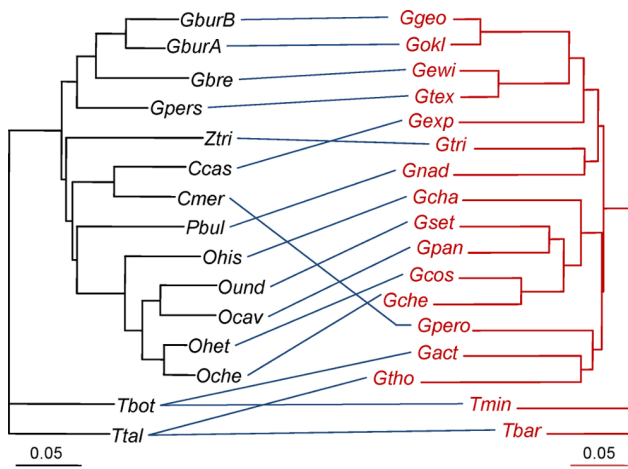 GburB Ggeo
GburA Gokl
Gbre Gewi
Gpers Gtex
Gexp
Ztri Gtri
Ccas Gnad
Cmer Gcha
Pbul Gset
Ohis Gpan
Ound Gcos
Ocav Gche
Ohet Gpero
Oche Gact
Gtho
Tbot Tmin
Ttal Tbar
0.05 0.05